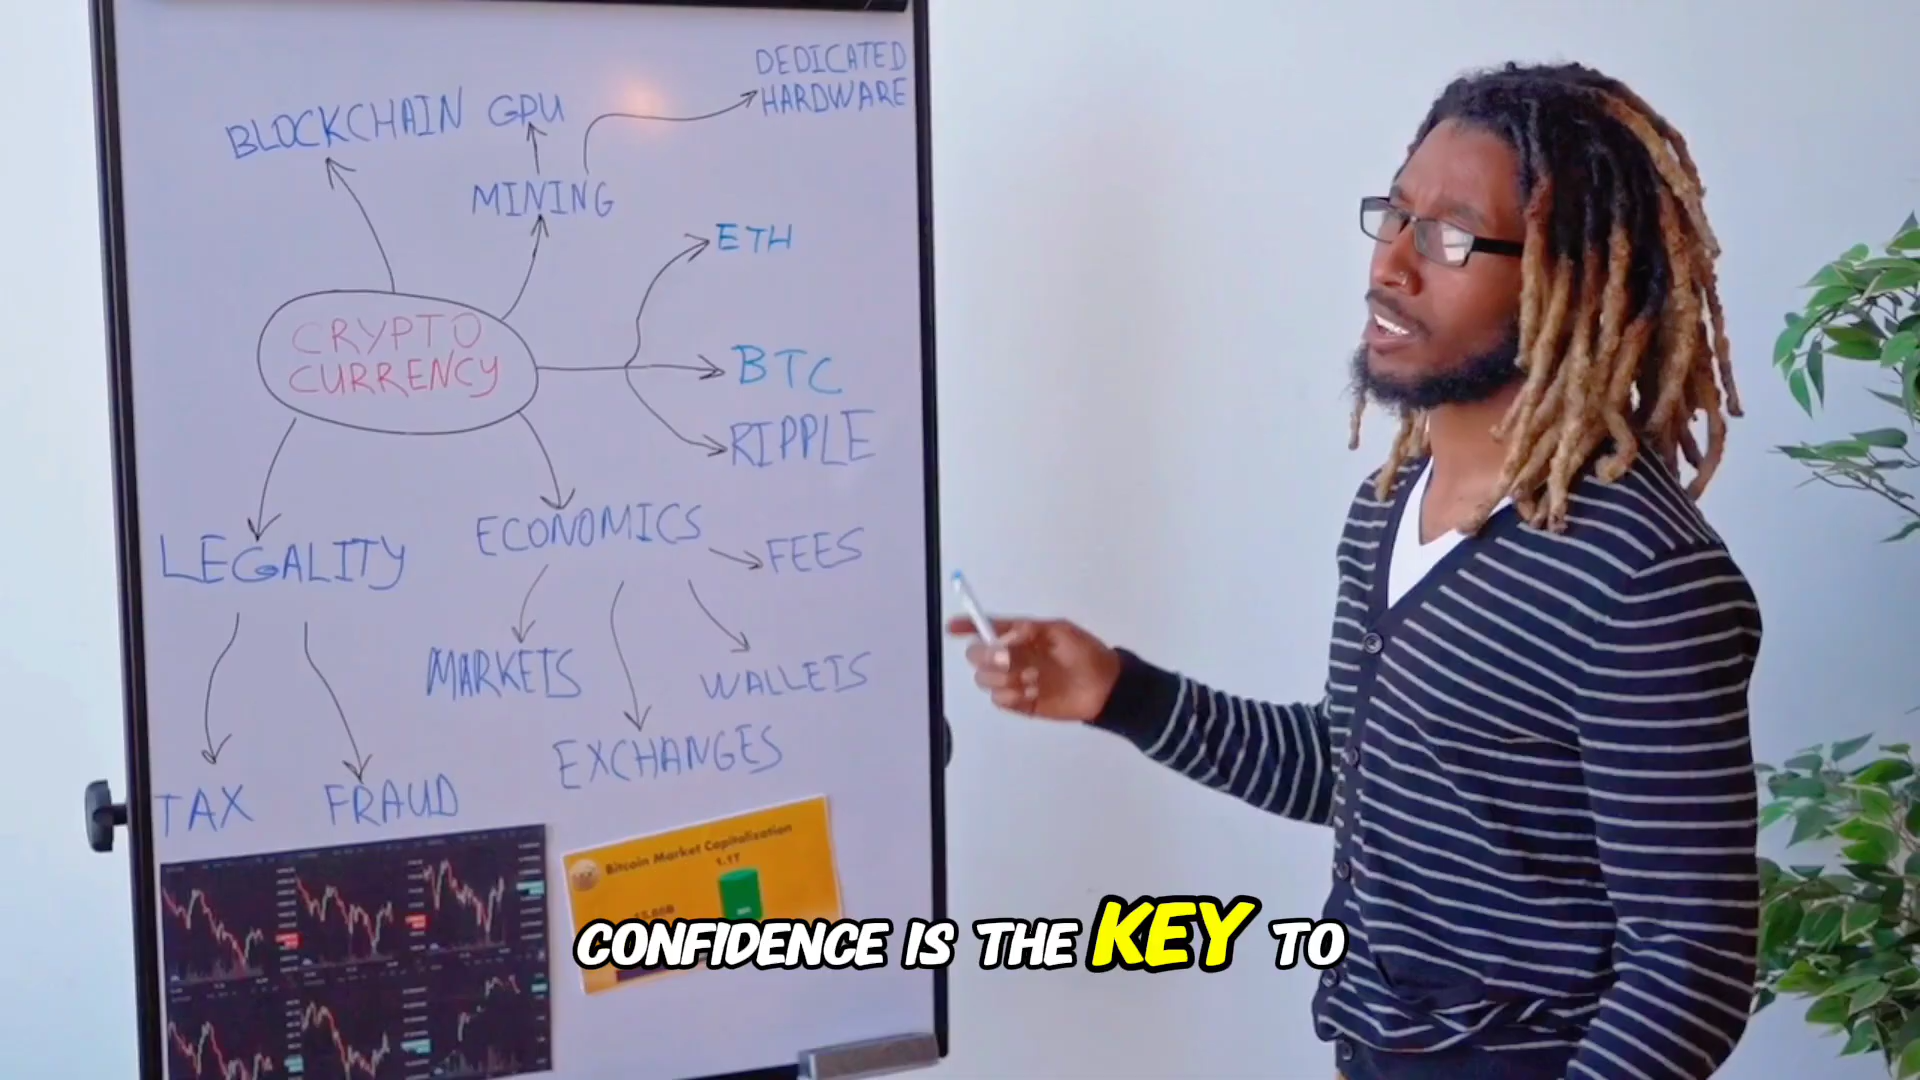 DEDICATED
HARDWARE
BLOCKCHAIN GPU
MINING
ETH
CRYPTO
CURRENCY
BTC
RIPPLE
ECONOMICS
LEGALITY
FEES
MARKETS
WALLETS
EXCHANGES
TAX
FRAUD
Bitcoin Market Capitalization
CONFIDENCE IS THE KEY TO